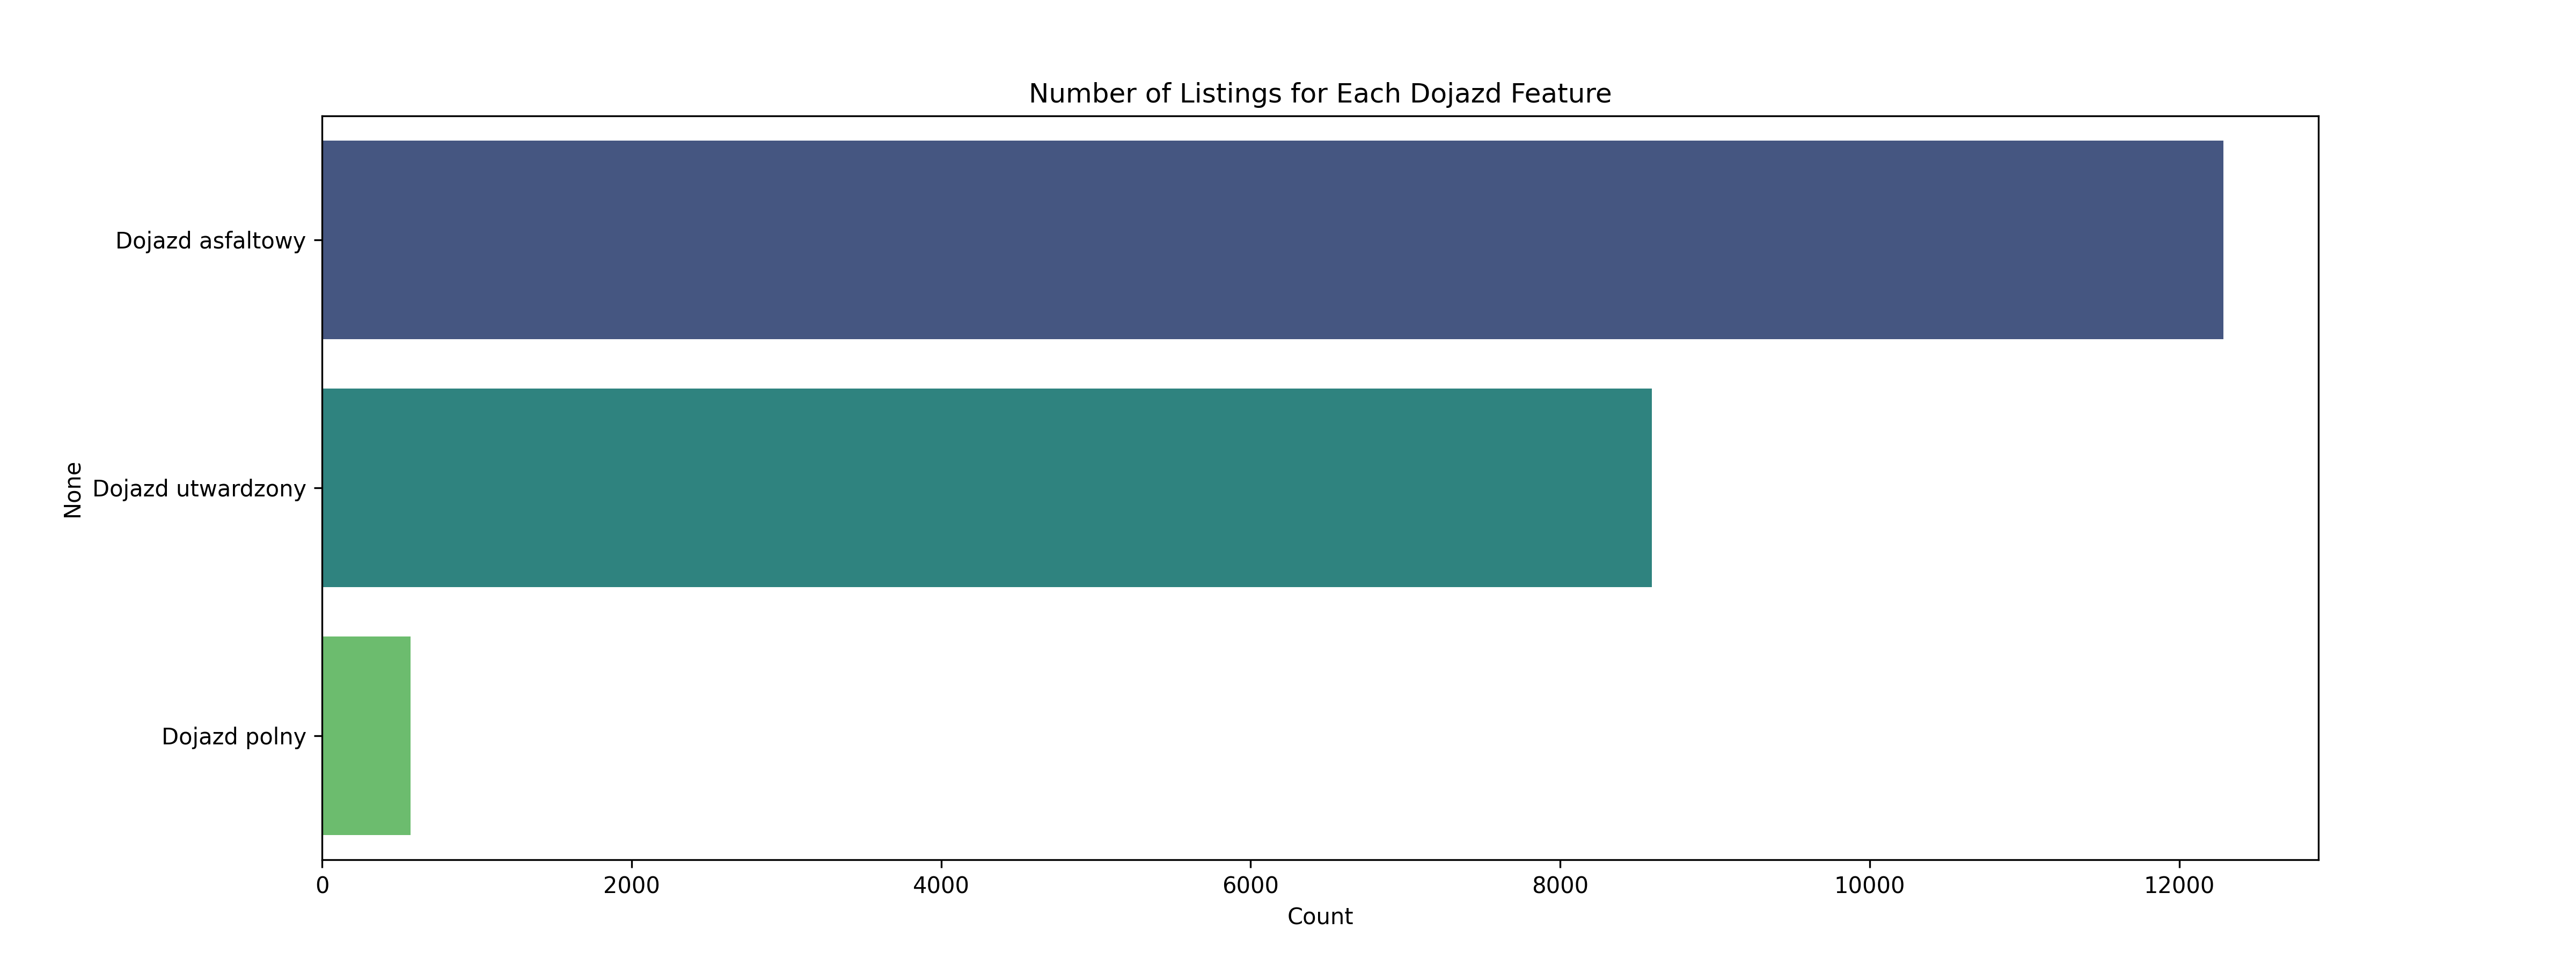 Number of Listings for Each Dojazd Feature
Dojazd asfaltowy
Dojazd utwardzony
Dojazd polny
None
0 2000 4000 6000 8000 10000 12000
Count